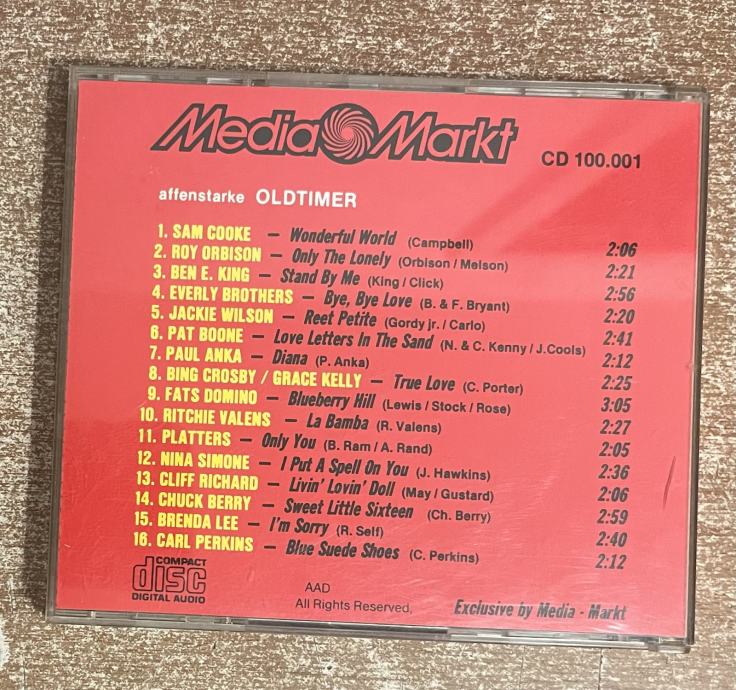 Media Markt CD 100.001
affenstarke OLDTIMER
1. SAM COOKE – Wonderful World (Campbell) 2:06
2. ROY ORBISON – Only The Lonely (Orbison / Melson) 2:21
3. BEN E. KING – Stand By Me (King / Glick) 2:56
4. EVERLY BROTHERS – Bye, Bye Love (B. & F. Bryant) 2:20
5. JACKIE WILSON – Reet Petite (Gordy jr. / Carlo) 2:41
6. PAT BOONE – Love Letters In The Sand (N. & C. Kenny / J.Cools) 2:12
7. PAUL ANKA – Diana (P. Anka) 2:25
8. BING CROSBY / GRACE KELLY – True Love (C. Porter) 3:05
9. FATS DOMINO – Blueberry Hill (Lewis / Stock / Rose) 2:27
10. RITCHIE VALENS – La Bamba (R. Valens) 2:05
11. PLATTERS – Only You (B. Ram / A. Rand) 2:36
12. NINA SIMONE – I Put A Spell On You (J. Hawkins) 2:06
13. CLIFF RICHARD – Livin' Lovin' Doll (May / Gustard) 2:59
14. CHUCK BERRY – Sweet Little Sixteen (Ch. Berry) 2:40
15. BRENDA LEE – I'm Sorry (R. Self) 2:12
16. CARL PERKINS – Blue Suede Shoes (C. Perkins)
COMPACT
disc
DIGITAL AUDIO
AAD
All Rights Reserved,
Exclusive by Media - Markt